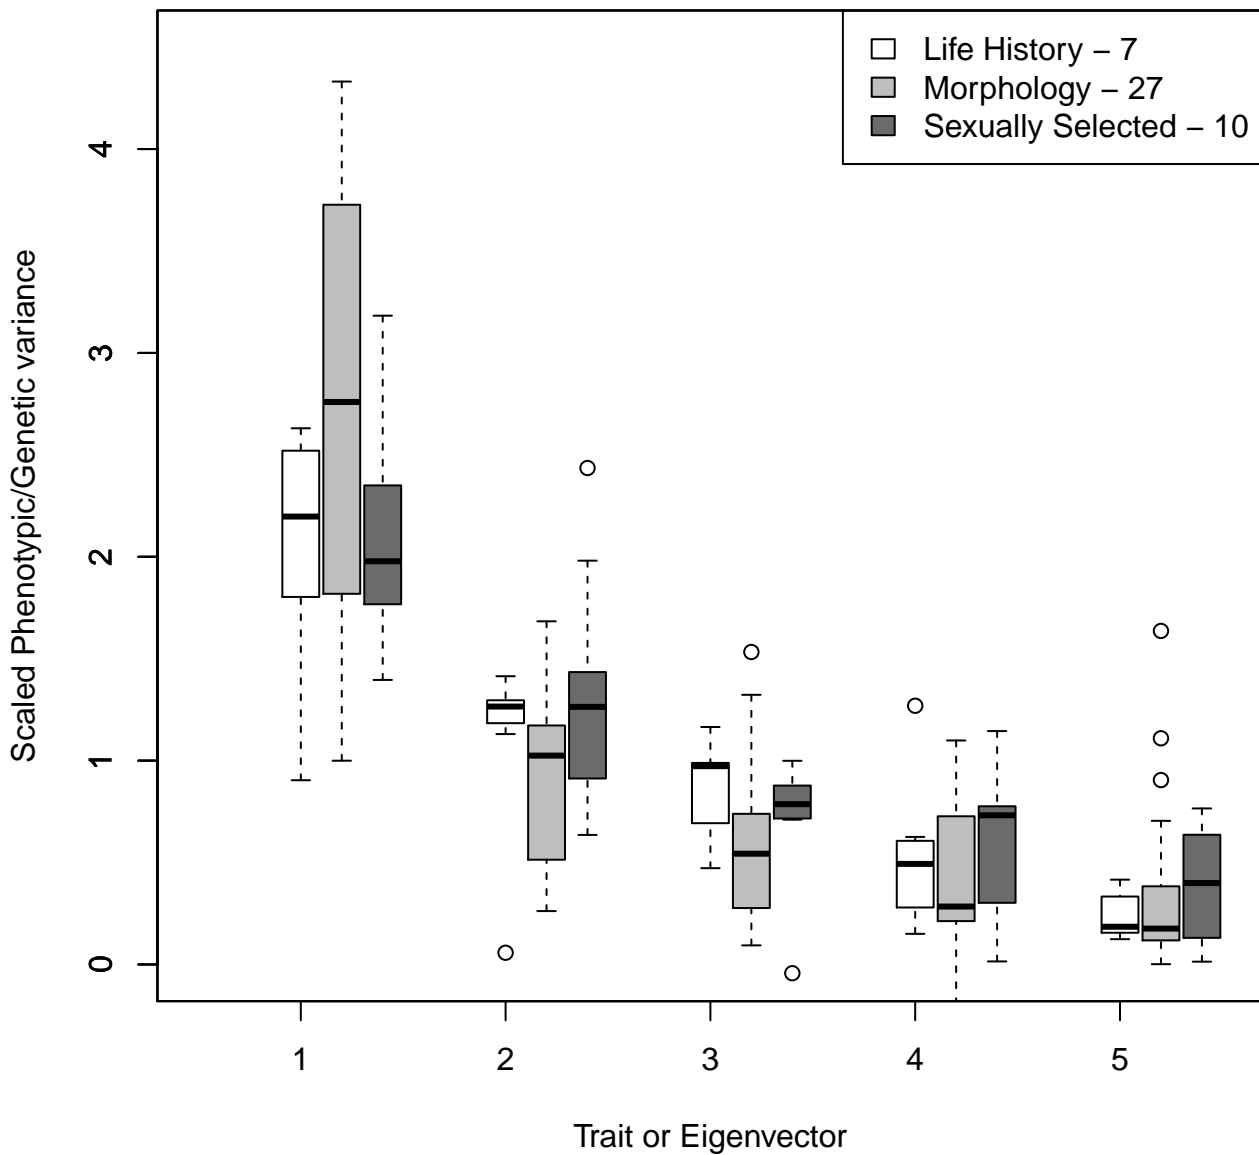 Life History – 7
Morphology – 27
Sexually Selected – 10
Scaled Phenotypic/Genetic variance
4
3
2
1
0
1 2 3 4 5
Trait or Eigenvector